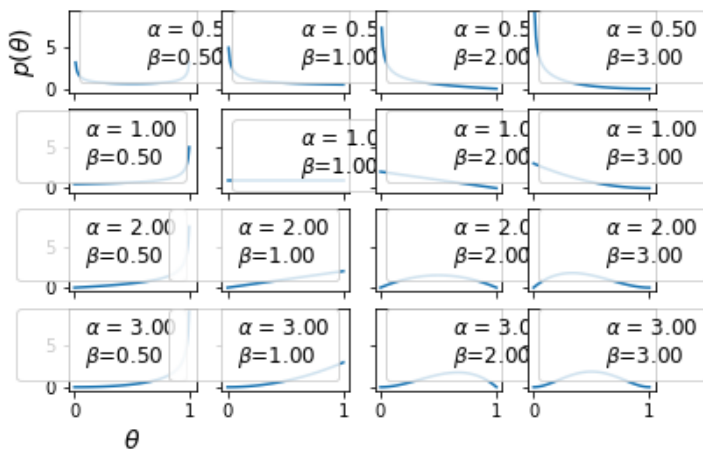 p(θ)
5
0
α = 0.5
β=0.50
α = 0.5
β=1.00
α = 0.5
β=2.00
α = 0.50
β=3.00
5
0
α = 1.00
β=0.50
α = 1.0
β=1.00
α = 1.0
β=2.00
α = 1.00
β=3.00
5
0
α = 2.00
β=0.50
α = 2.00
β=1.00
α = 2.0
β=2.00
α = 2.00
β=3.00
5
0
α = 3.00
β=0.50
α = 3.00
β=1.00
α = 3.0
β=2.00
α = 3.00
β=3.00
0 1
0 1
0 1
0 1
θ